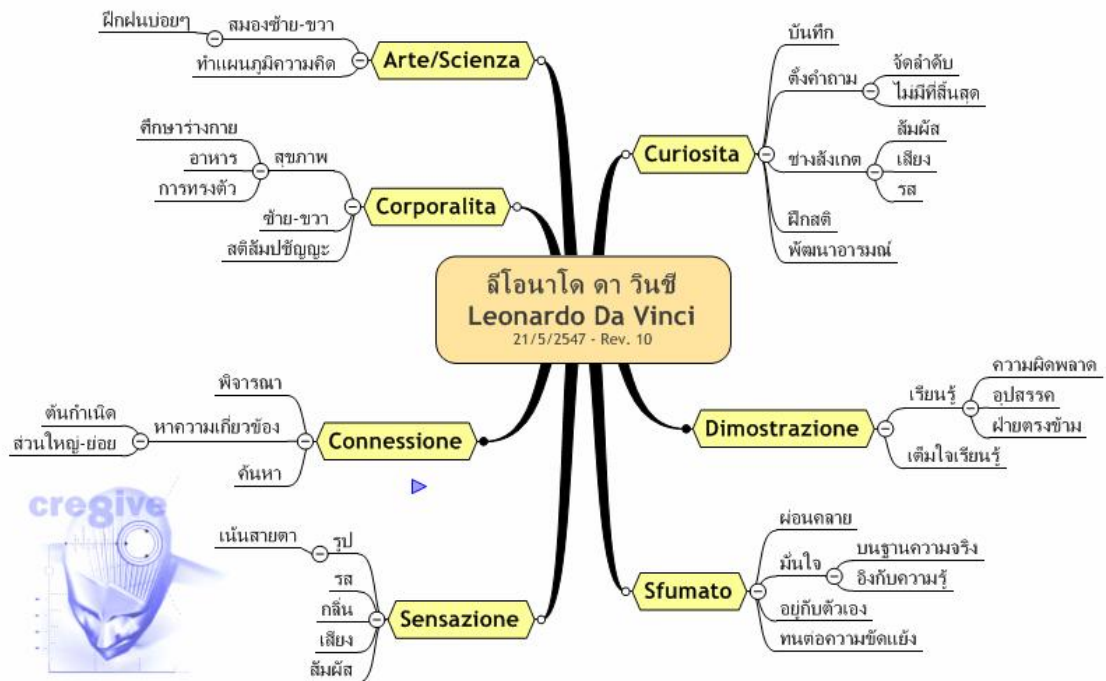 ลีโอนาโด ดา วินชี
Leonardo Da Vinci
21/5/2547 - Rev. 10
Curiosita
บันทึก
ตั้งคำถาม
จัดลำดับ
ไม่มีที่สิ้นสุด
ช่างสังเกต
สัมผัส
เสียง
รส
ฝึกสติ
พัฒนาอารมณ์
Dimostrazione
เรียนรู้
ความผิดพลาด
อุปสรรค
ฝ่ายตรงข้าม
เต็มใจเรียนรู้
Sfumato
ผ่อนคลาย
มั่นใจ
บนฐานความจริง
อิงกับความรู้
อยู่กับตัวเอง
ทนต่อความขัดแย้ง
Sensazione
รูป
เน้นสายตา
รส
กลิ่น
เสียง
สัมผัส
Connessione
พิจารณา
หาความเกี่ยวข้อง
ต้นกำเนิด
ส่วนใหญ่-ย่อย
ค้นหา
Corporalita
สุขภาพ
ศึกษาร่างกาย
อาหาร
การทรงตัว
ซ้าย-ขวา
สติสัมปชัญญะ
Arte/Scienza
สมองซ้าย-ขวา
ฝึกฝนบ่อยๆ
ทำแผนภูมิความคิด
cre8ive